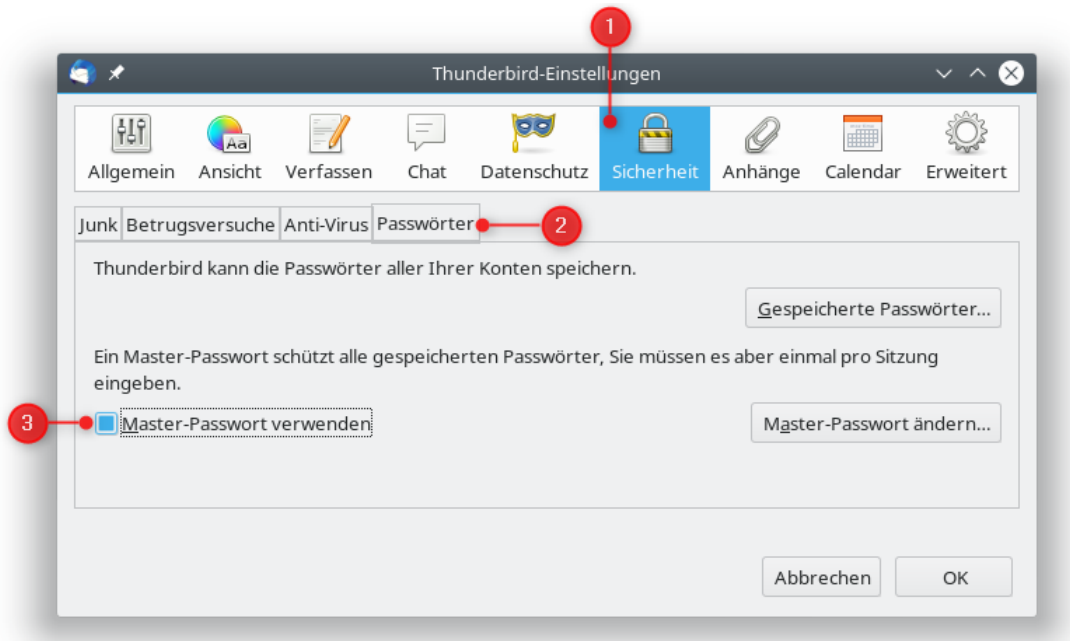 1
Thunderbird-Einstellungen
Aa
Allgemein Ansicht Verfassen Chat Datenschutz Sicherheit Anhänge Calendar Erweitert
Junk Betrugsversuche Anti-Virus Passwörter 2
Thunderbird kann die Passwörter aller Ihrer Konten speichern.
Gespeicherte Passwörter...
Ein Master-Passwort schützt alle gespeicherten Passwörter, Sie müssen es aber einmal pro Sitzung
eingeben.
3 Master-Passwort verwenden Master-Passwort ändern...
Abbrechen OK